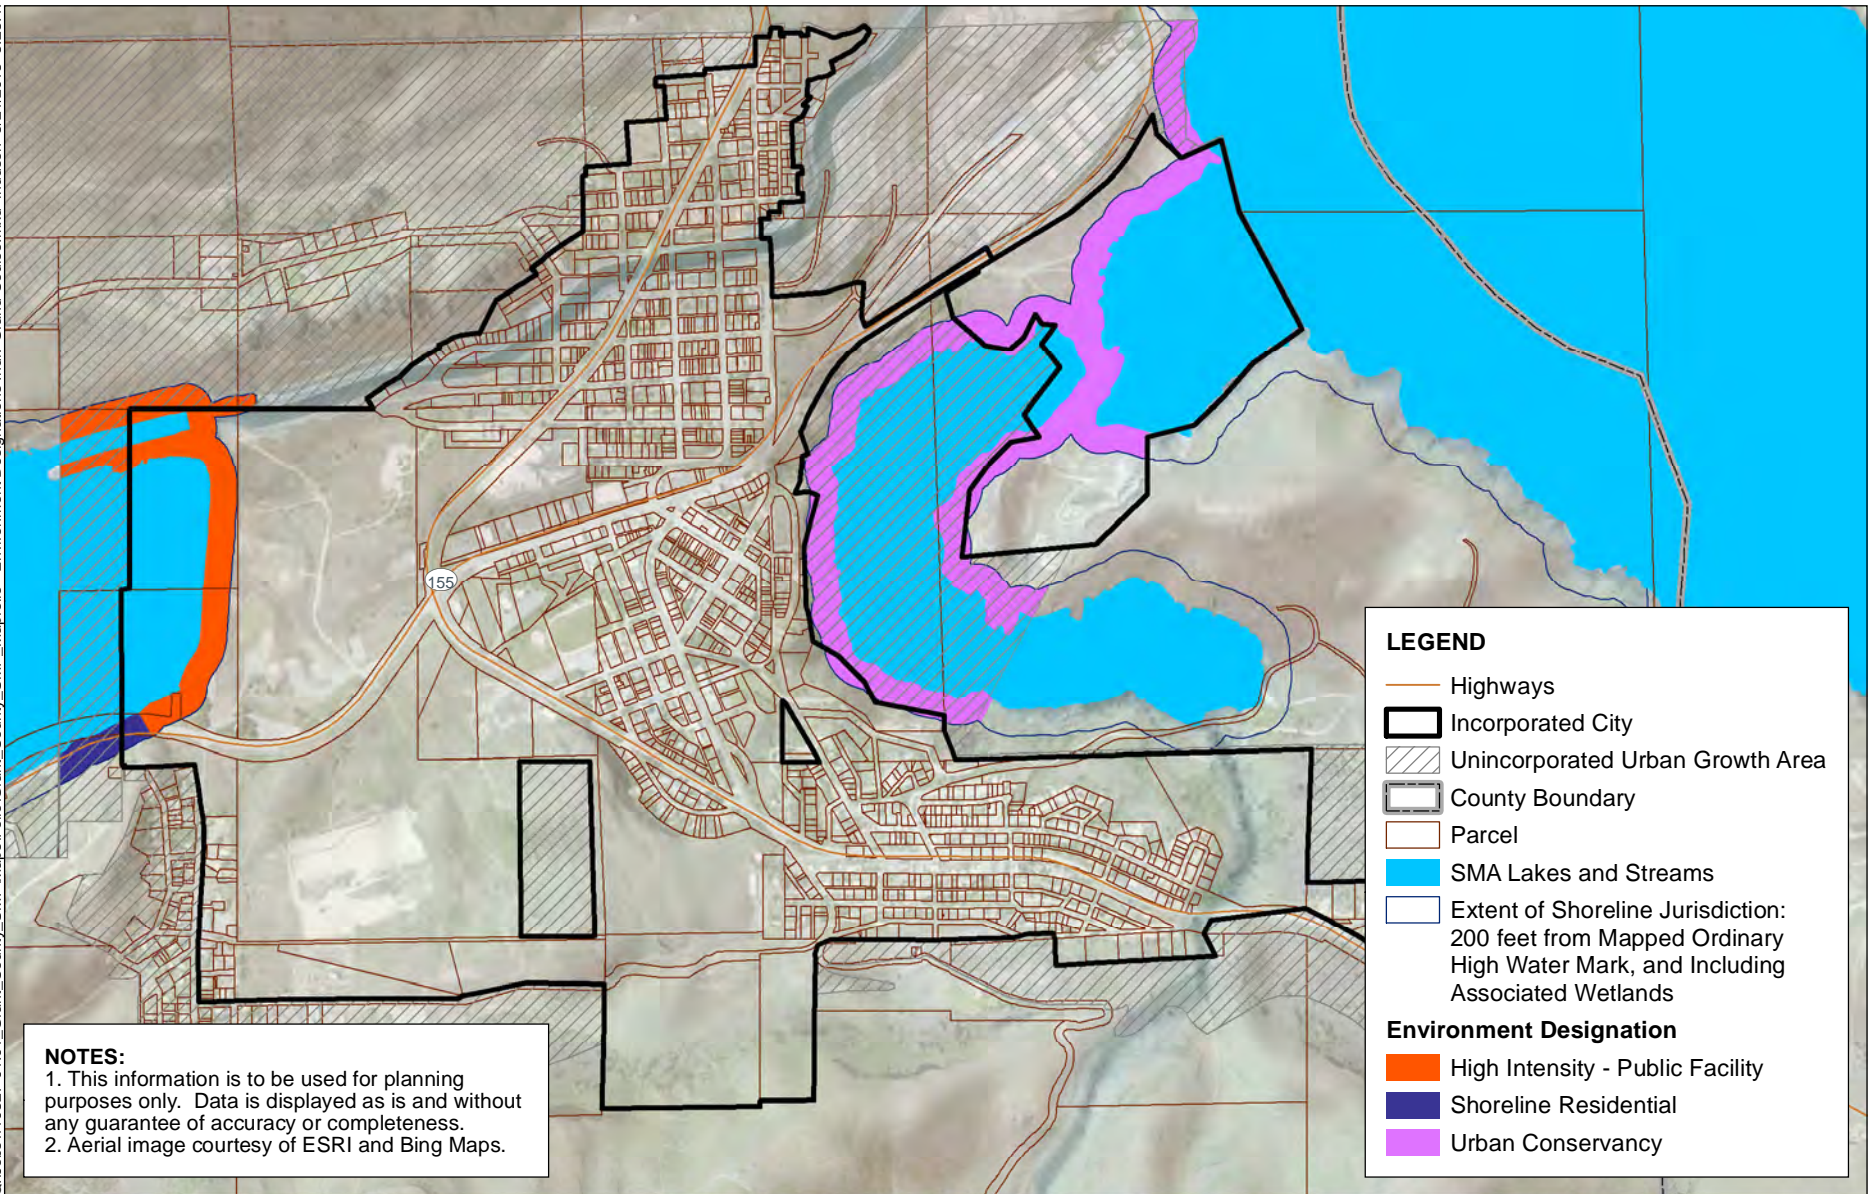 155
LEGEND
Highways
Incorporated City
Unincorporated Urban Growth Area
County Boundary
Parcel
SMA Lakes and Streams
Extent of Shoreline Jurisdiction:
200 feet from Mapped Ordinary
High Water Mark, and Including
Associated Wetlands
Environment Designation
High Intensity - Public Facility
Shoreline Residential
Urban Conservancy
NOTES:
1. This information is to be used for planning
purposes only. Data is displayed as is and without
any guarantee of accuracy or completeness.
2. Aerial image courtesy of ESRI and Bing Maps.